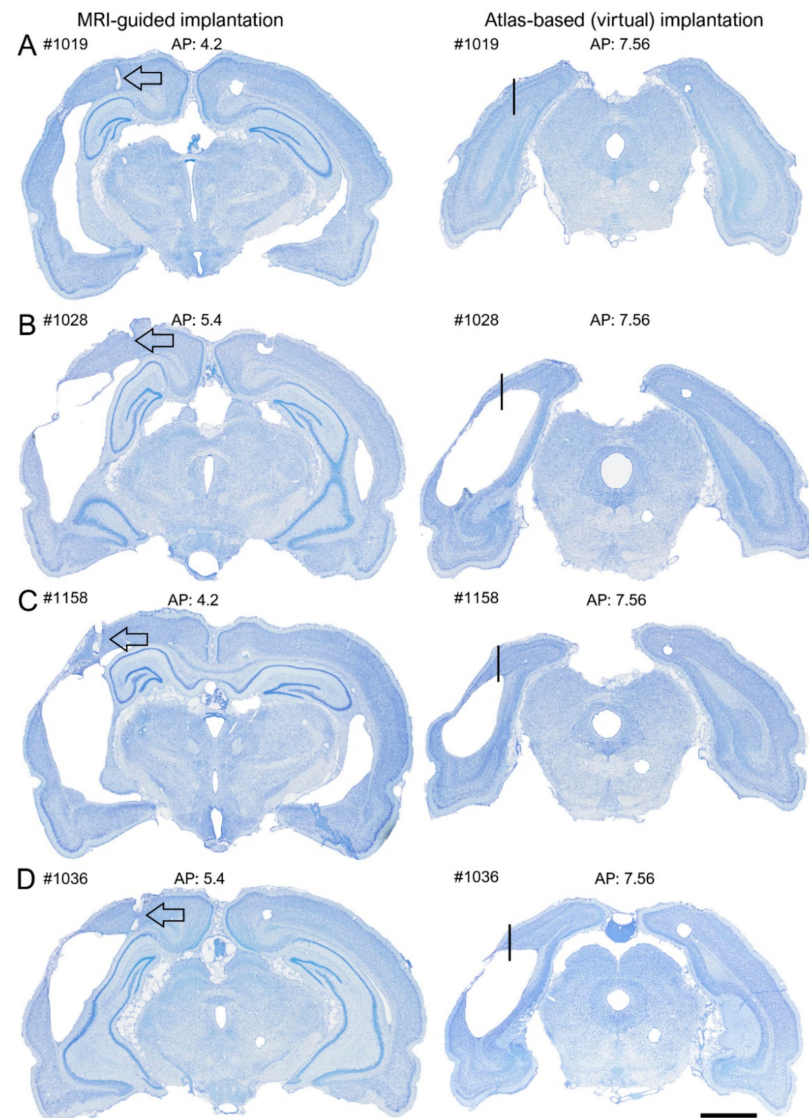 MRI-guided implantation Atlas-based (virtual) implantation
A #1019 AP: 4.2 #1019 AP: 7.56
B #1028 AP: 5.4 #1028 AP: 7.56
C #1158 AP: 4.2 #1158 AP: 7.56
D #1036 AP: 5.4 #1036 AP: 7.56